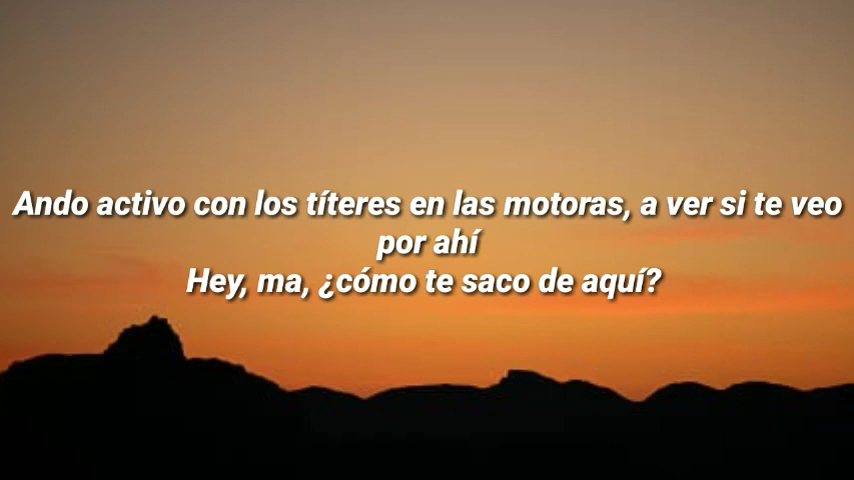 Ando activo con los títeres en las motoras, a ver si te veo
por ahí
Hey, ma, ¿cómo te saco de aquí?